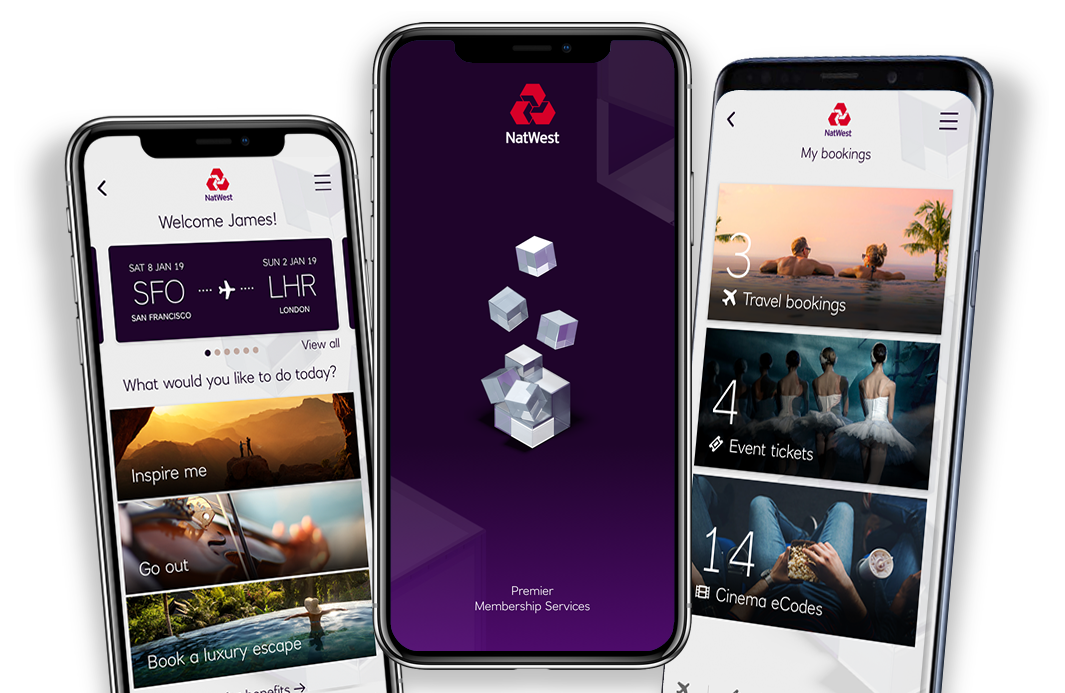 NatWest
Welcome James!
SAT 8 JAN 19
SFO
SAN FRANCISCO
SUN 2 JAN 19
LHR
LONDON
View all
What would you like to do today?
Inspire me
Go out
Book a luxury escape
benefits →
NatWest
Premier
Membership Services
NatWest
My bookings
3
Travel bookings
4
Event tickets
14
Cinema eCodes